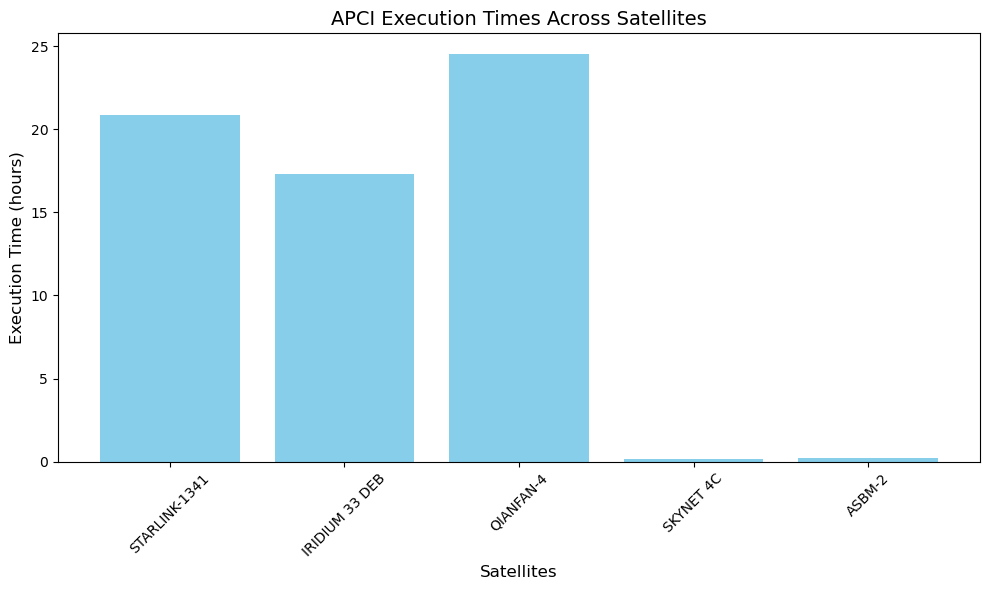 APCI Execution Times Across Satellites
Execution Time (hours)
25
20
15
10
5
0
STARLINK-1341
IRIDIUM 33 DEB
QIANFAN-4
SKYNET 4C
ASBM-2
Satellites